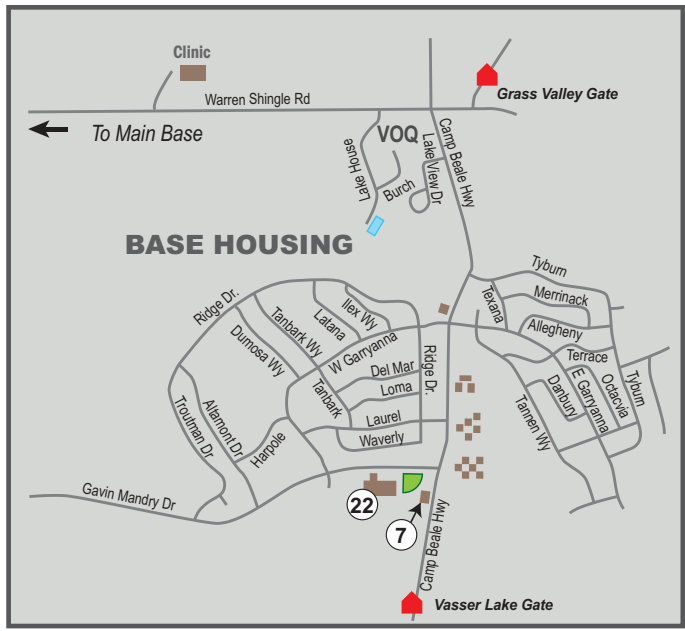 Clinic
Grass Valley Gate
Warren Shingle Rd
To Main Base
VOQ
Lake House
Burch
Lake View Dr
Camp Beale Hwy
BASE HOUSING
Tyburn
Merrinack
Texana
Allegheny
Ridge Dr.
Tanbark Wy
Latana
Ilex Wy
Dumosa Wy
W Garryanna
Ridge Dr.
Terrace
Del Mar
Loma
Tanbark
Laurel
Waverly
Danbury
E Garryanna
Octacvia
Tyburn
Tannen Wy
Troutman Dr
Altamont Dr
Harpole
Gavin Mandry Dr
22
7
Camp Beale Hwy
Vasser Lake Gate